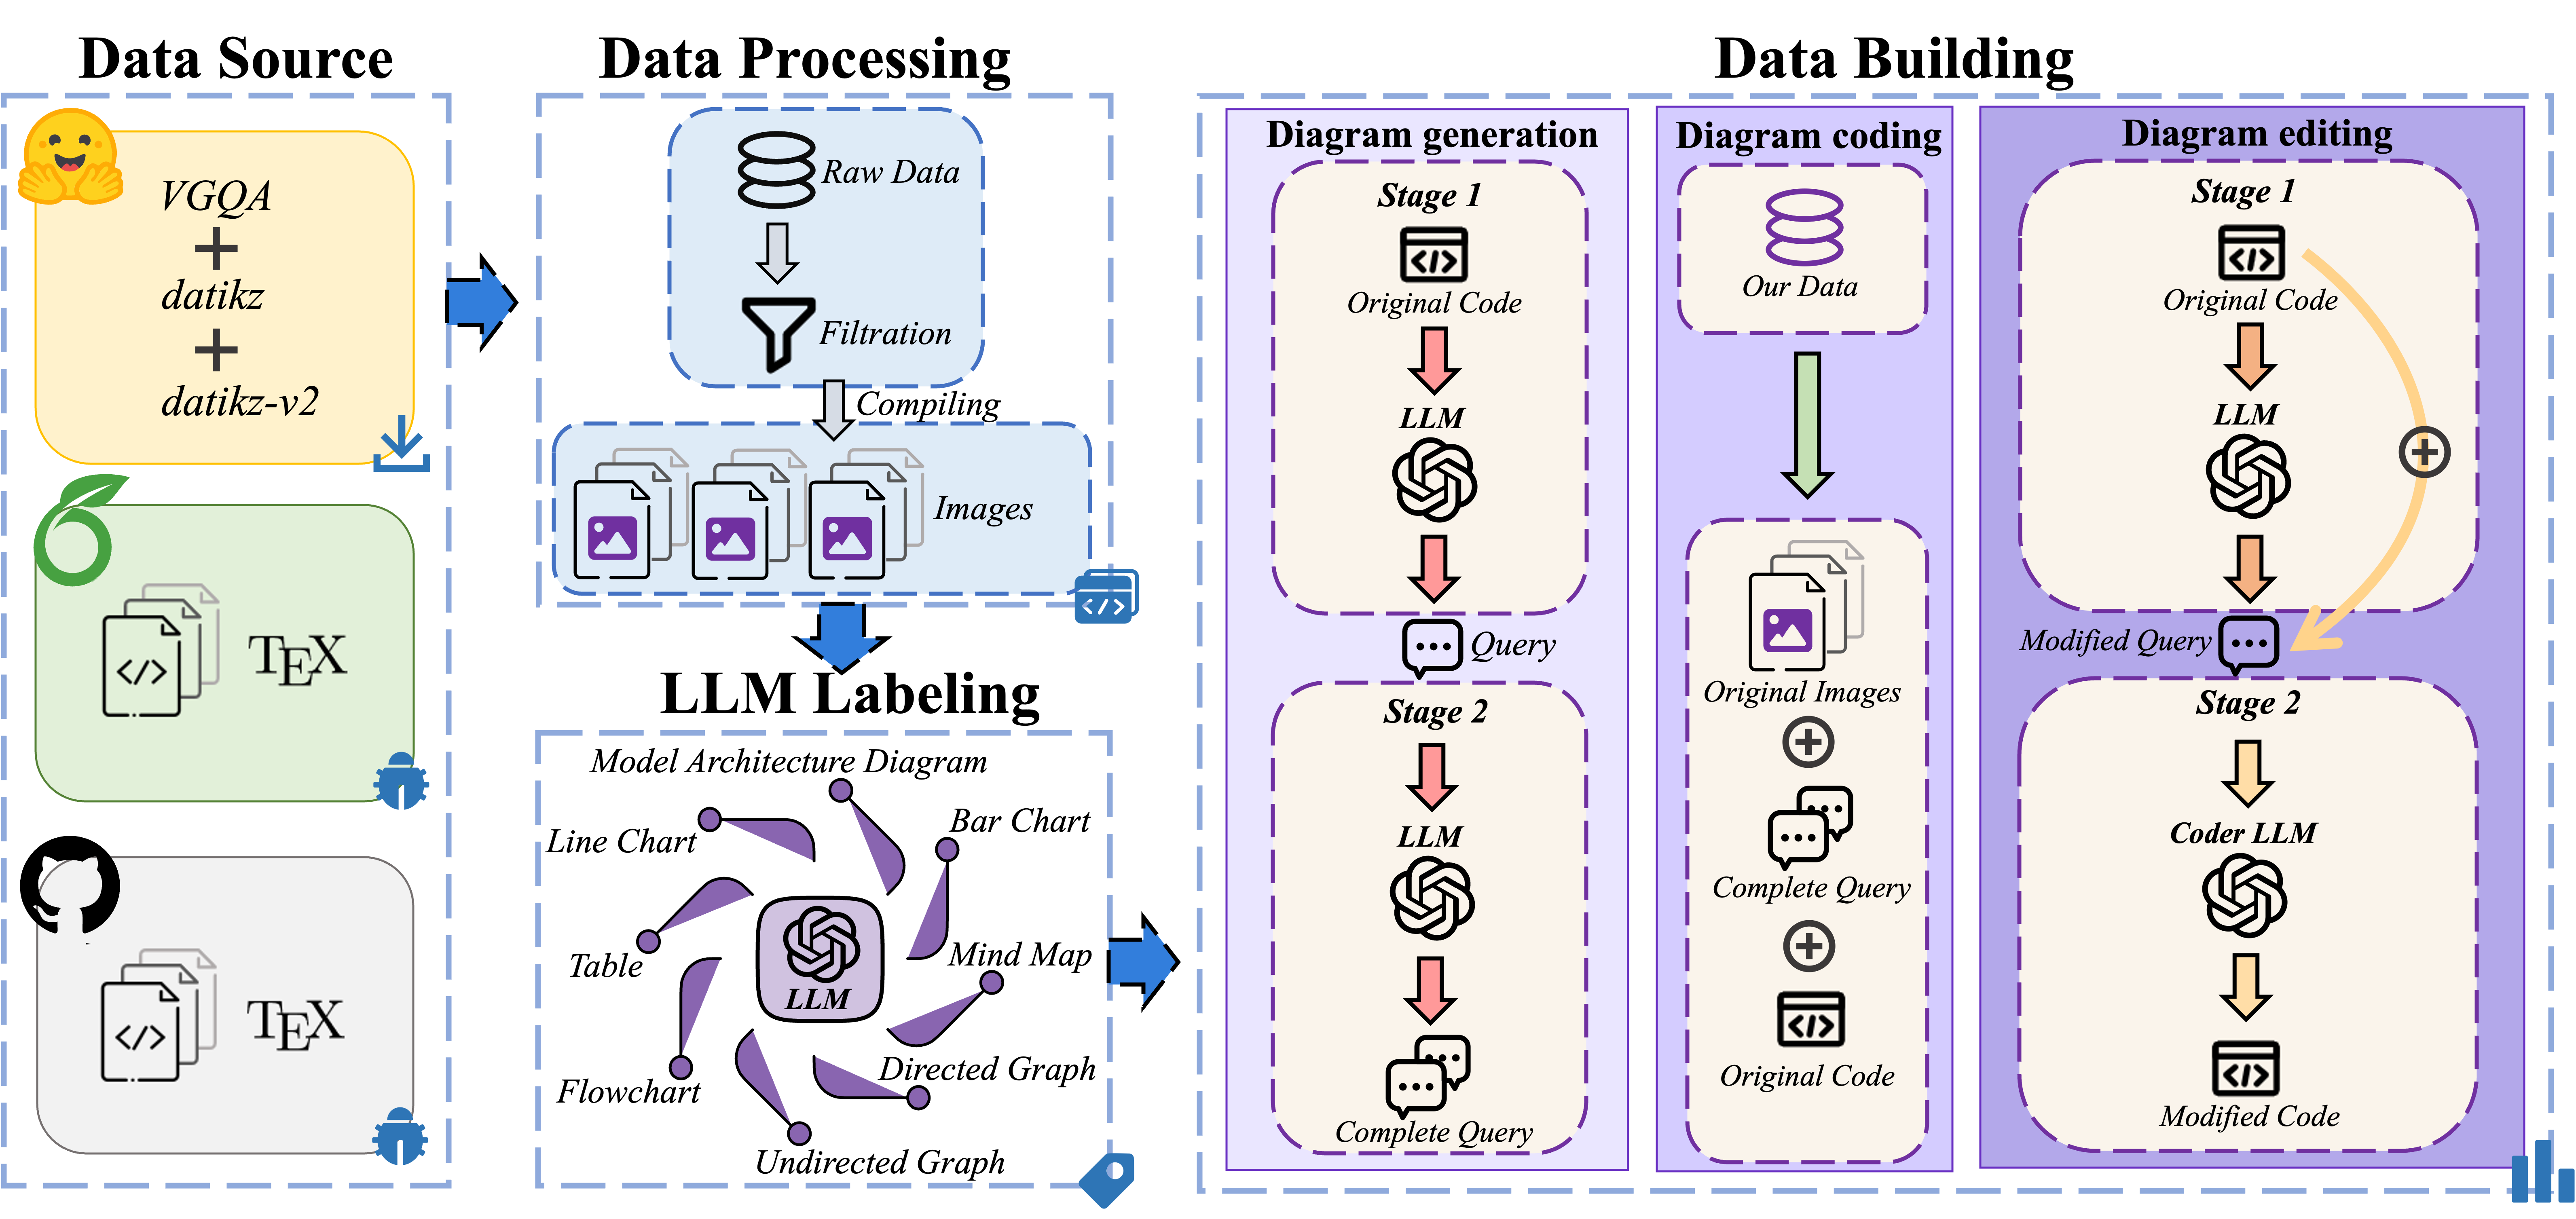 Data Source
VGQA
datikz
datikz-v2
</>
TEX
</>
TEX
Data Processing
Raw Data
Filtration
Compiling
Images
</>
LLM Labeling
Model Architecture Diagram
Bar Chart
Line Chart
Mind Map
Table
LLM
Directed Graph
Flowchart
Undirected Graph
Data Building
Diagram generation
Stage 1
</>
Original Code
LLM
Query
Stage 2
LLM
Complete Query
Diagram coding
Our Data
Original Images
Complete Query
</>
Original Code
Diagram editing
Stage 1
</>
Original Code
LLM
Modified Query
Stage 2
Coder LLM
</>
Modified Code